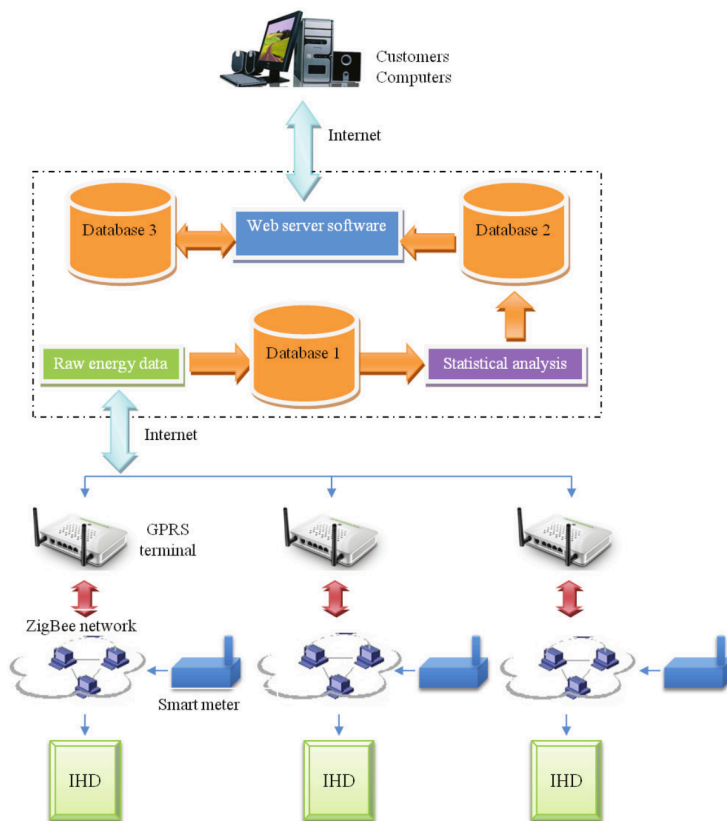 Customers
Computers
Internet
Database 3
Web server software
Database 2
Raw energy data
Database 1
Statistical analysis
Internet
GPRS
terminal
ZigBee network
Smart meter
IHD
IHD
IHD